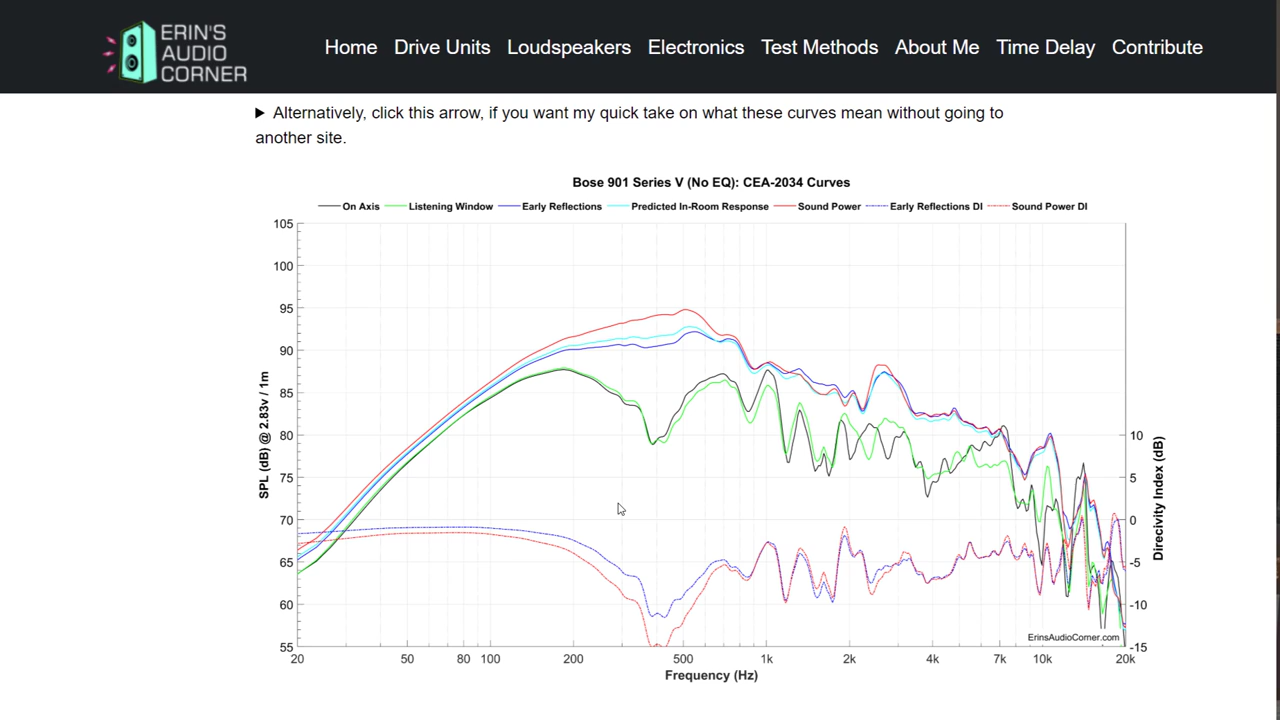 ERIN'S
AUDIO
CORNER
Home Drive Units Loudspeakers Electronics Test Methods About Me Time Delay Contribute
▶ Alternatively, click this arrow, if you want my quick take on what these curves mean without going to
another site.
Bose 901 Series V (No EQ): CEA-2034 Curves
On Axis Listening Window Early Reflections Predicted In-Room Response Sound Power Early Reflections DI Sound Power DI
105
100
95
90
85
80 10
75 5
70 0
65 -5
60 -10
55 -15
SPL (dB) @ 2.83v / 1m
Direcivity Index (dB)
ErinsAudioCorner.com
20 50 80 100 200 500 1k 2k 4k 7k 10k 20k
Frequency (Hz)